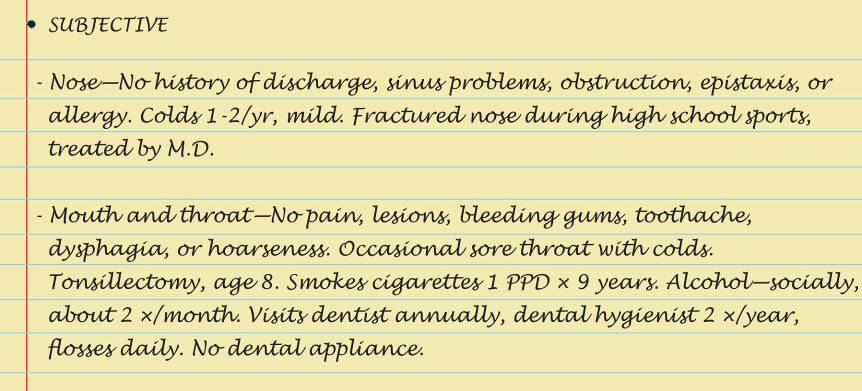 • SUBJECTIVE
- Nose—No history of discharge, sinus problems, obstruction, epistaxis, or
allergy. Colds 1-2/yr, mild. Fractured nose during high school sports,
treated by M.D.
- Mouth and throat—No pain, lesions, bleeding gums, toothache,
dysphagia, or hoarseness. Occasional sore throat with colds.
Tonsillectomy, age 8. Smokes cigarettes 1 PPD × 9 years. Alcohol—socially,
about 2 ×/month. Visits dentist annually, dental hygienist 2 ×/year,
flosses daily. No dental appliance.